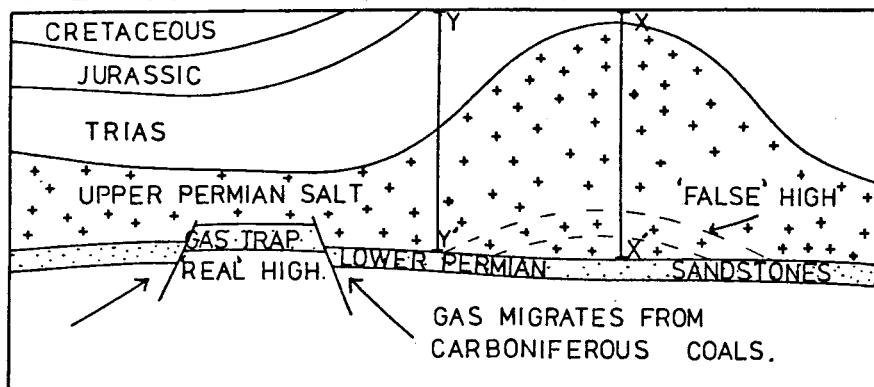 CRETACEOUS
JURASSIC
TRIAS
UPPER PERMIAN SALT
Y
X
'FALSE' HIGH
GAS TRAP
'REAL' HIGH.
Y'
X'
LOWER PERMIAN SANDSTONES
GAS MIGRATES FROM
CARBONIFEROUS COALS.